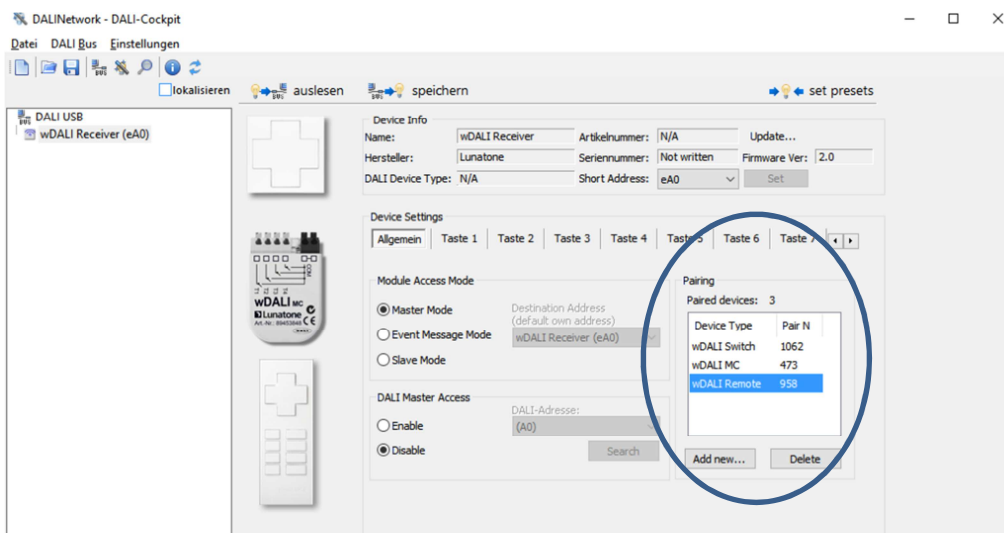 DALINetwork - DALI-Cockpit
Datei DALI Bus Einstellungen
lokalisieren auslesen speichern set presets
DALI USB
wDALI Receiver (eA0)
Device Info
Name: wDALI Receiver Artikelnummer: N/A Update...
Hersteller: Lunatone Seriennummer: Not written Firmware Ver: 2.0
DALI Device Type: N/A Short Address: eA0 Set
Device Settings
Allgemein Taste 1 Taste 2 Taste 3 Taste 4 Taste 5 Taste 6 Taste 7
Module Access Mode
Master Mode
Event Message Mode
Slave Mode
Destination Address
(default own address)
wDALI Receiver (eA0)
DALI Master Access
Enable
Disable
DALI-Adresse:
(A0)
Search
Pairing
Paired devices: 3
Device Type Pair N
wDALI Switch 1062
wDALI MC 473
wDALI Remote 958
Add new... Delete
wDALI MC
Lunatone